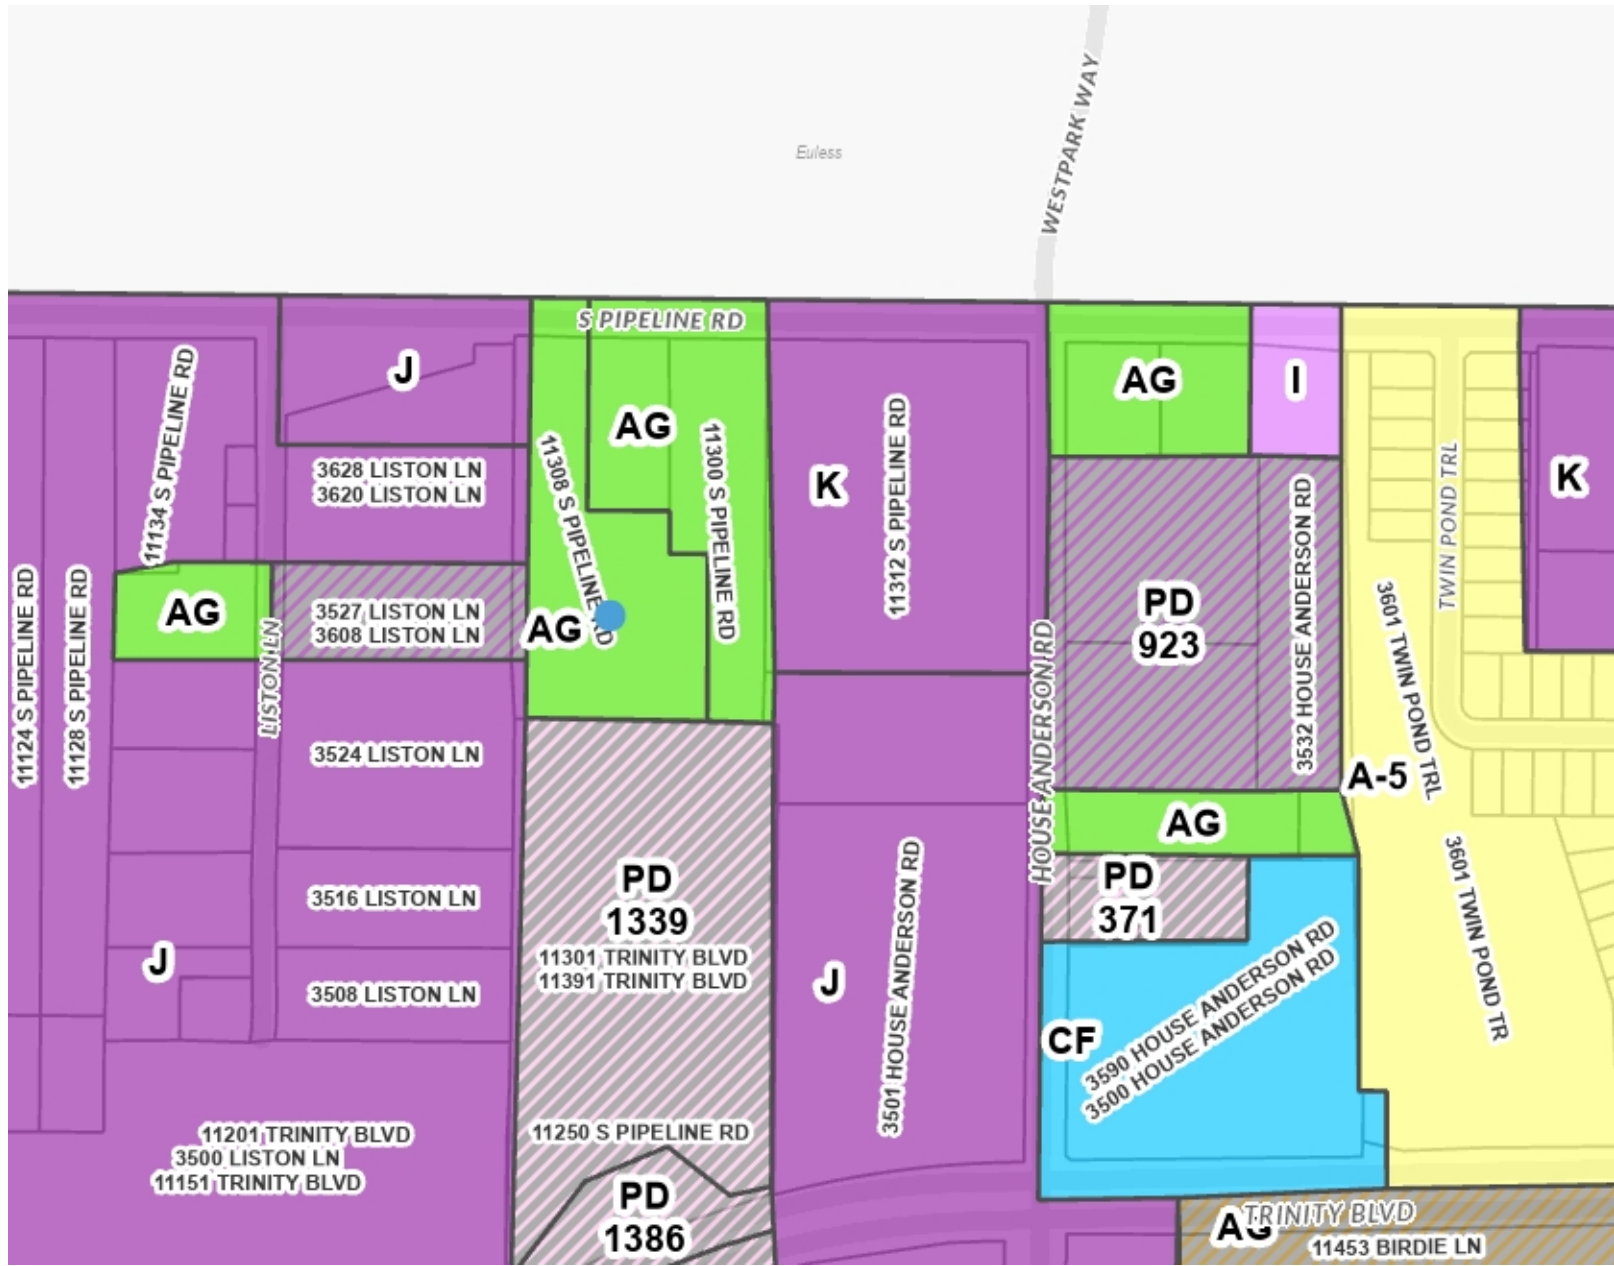 WESTPARK WAY
Euless
S PIPELINE RD
J
AG
K
AG
I
K
11134 S PIPELINE RD
3628 LISTON LN
3620 LISTON LN
11308 S PIPELINE RD
11300 S PIPELINE RD
11312 S PIPELINE RD
3532 HOUSE ANDERSON RD
TWIN POND TRL
11124 S PIPELINE RD
11128 S PIPELINE RD
AG
LISTON LN
3527 LISTON LN
3608 LISTON LN
AG
HOUSE ANDERSON RD
PD
923
3601 TWIN POND TRL
3524 LISTON LN
A-5
AG
PD
1339
11301 TRINITY BLVD
11391 TRINITY BLVD
3501 HOUSE ANDERSON RD
PD
371
3601 TWIN POND TR
3516 LISTON LN
J
3508 LISTON LN
J
CF
3590 HOUSE ANDERSON RD
3500 HOUSE ANDERSON RD
11201 TRINITY BLVD
3500 LISTON LN
11151 TRINITY BLVD
11250 S PIPELINE RD
PD
1386
TRINITY BLVD
AG
11453 BIRDIE LN